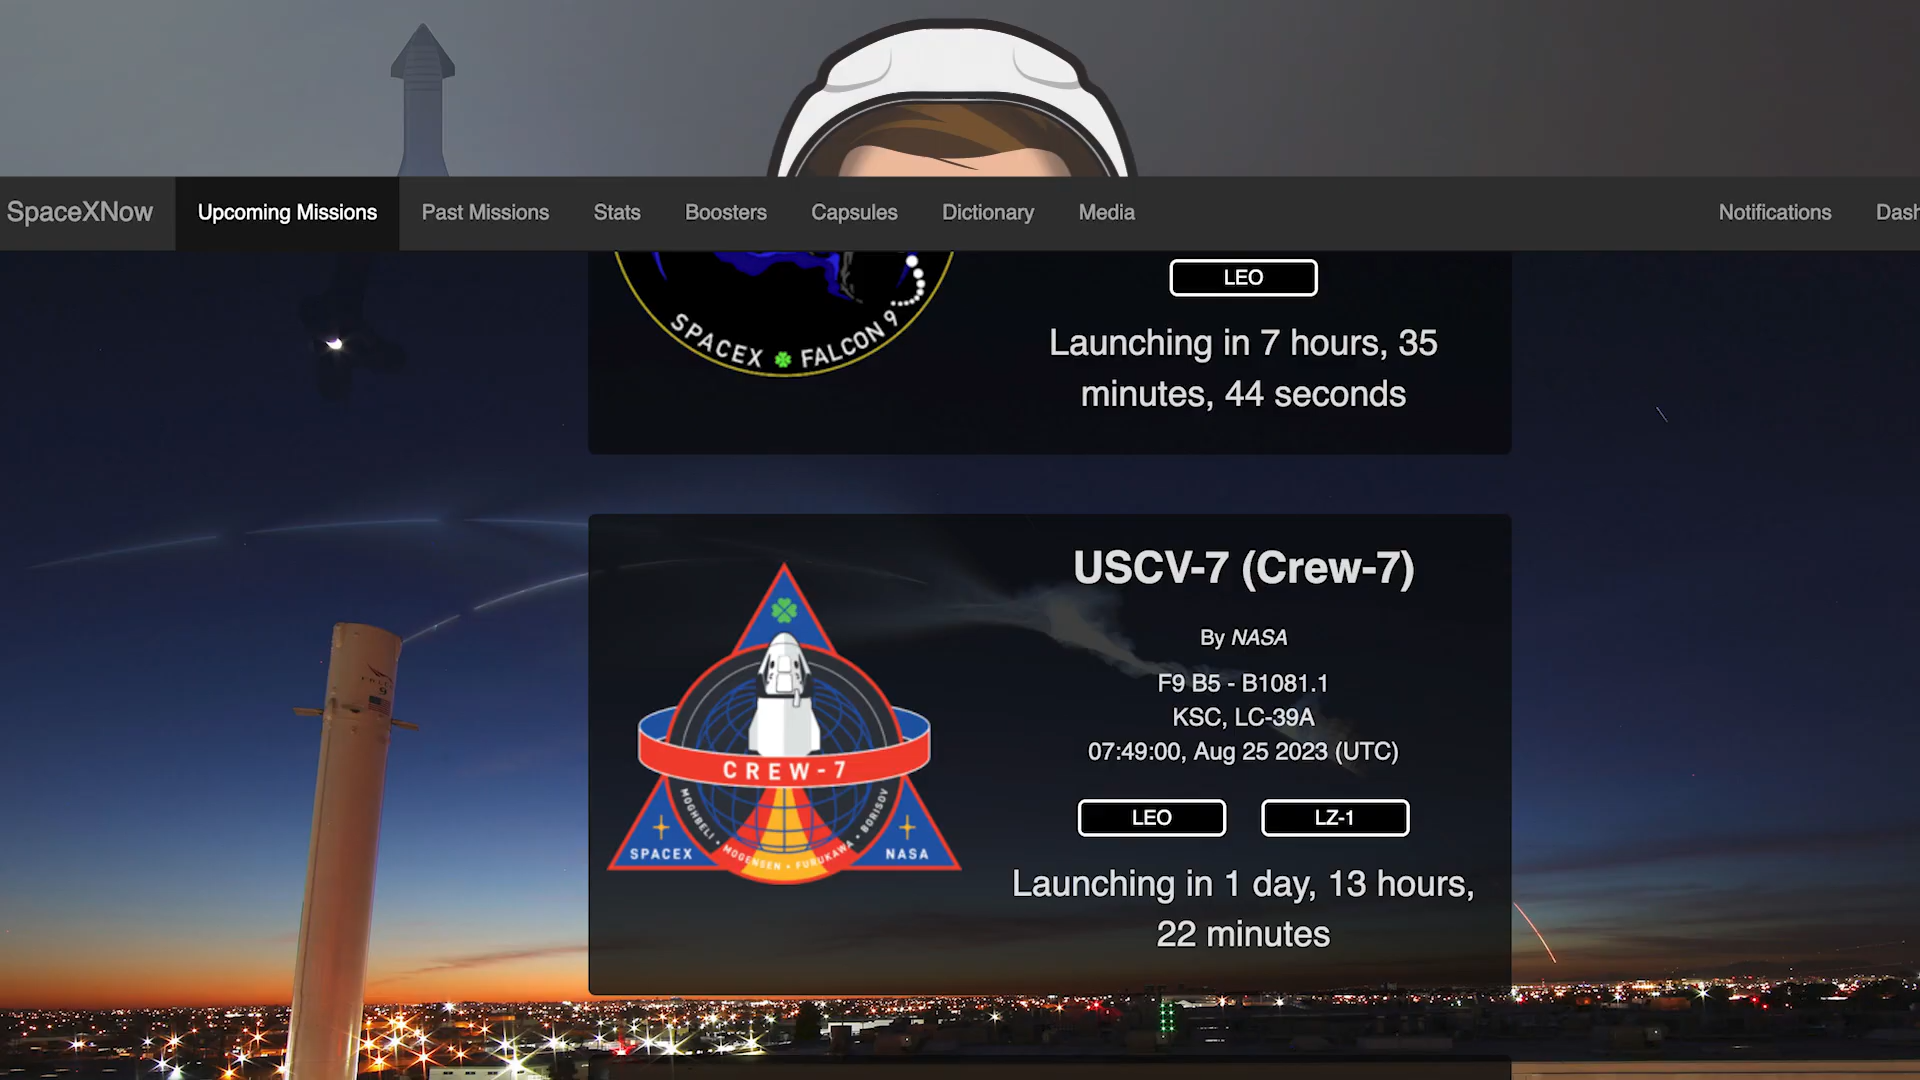 SpaceXNow
Upcoming Missions
Past Missions
Stats
Boosters
Capsules
Dictionary
Media
Notifications
Dash
SPACEX FALCON 9
LEO
Launching in 7 hours, 35
minutes, 44 seconds
USCV-7 (Crew-7)
By NASA
F9 B5 - B1081.1
KSC, LC-39A
07:49:00, Aug 25 2023 (UTC)
LEO
LZ-1
Launching in 1 day, 13 hours,
22 minutes
CREW-7
MOGHBELI • MOGENSEN • FURUKAWA • BORISOV
SPACEX
NASA
9